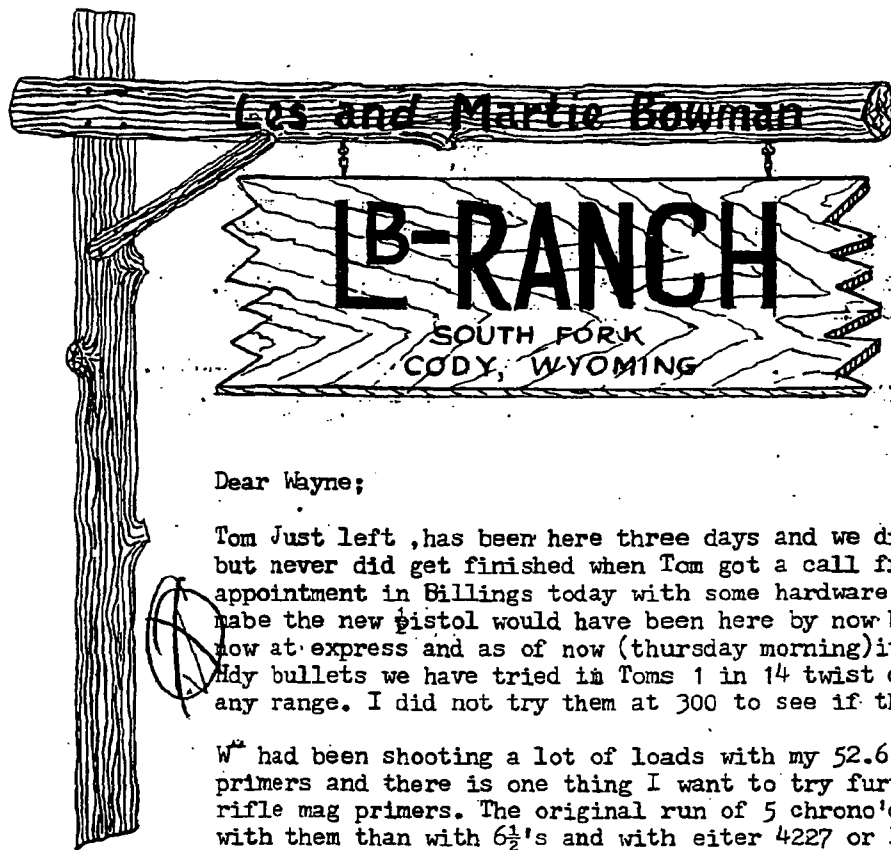 Les and Martie Bowman
LB-RANCH
SOUTH FORK
CODY, WYOMING
Dear Wayne;
Tom Just left ,has been here three days and we
but never did get finished when Tom got a call
appointment in Billings today with some hardware
mabe the new pistol would have been here by now
now at express and as of now (thursday morning)
Hdy bullets we have tried in Toms 1 in 14 twist
any range. I did not try them at 300 to see if
W had been shooting a lot of loads with my 52.6
primers and there is one thing I want to try
rifle mag primers. The original run of 5 chrono'
with them than with 6½'s and with eiter 4227 or